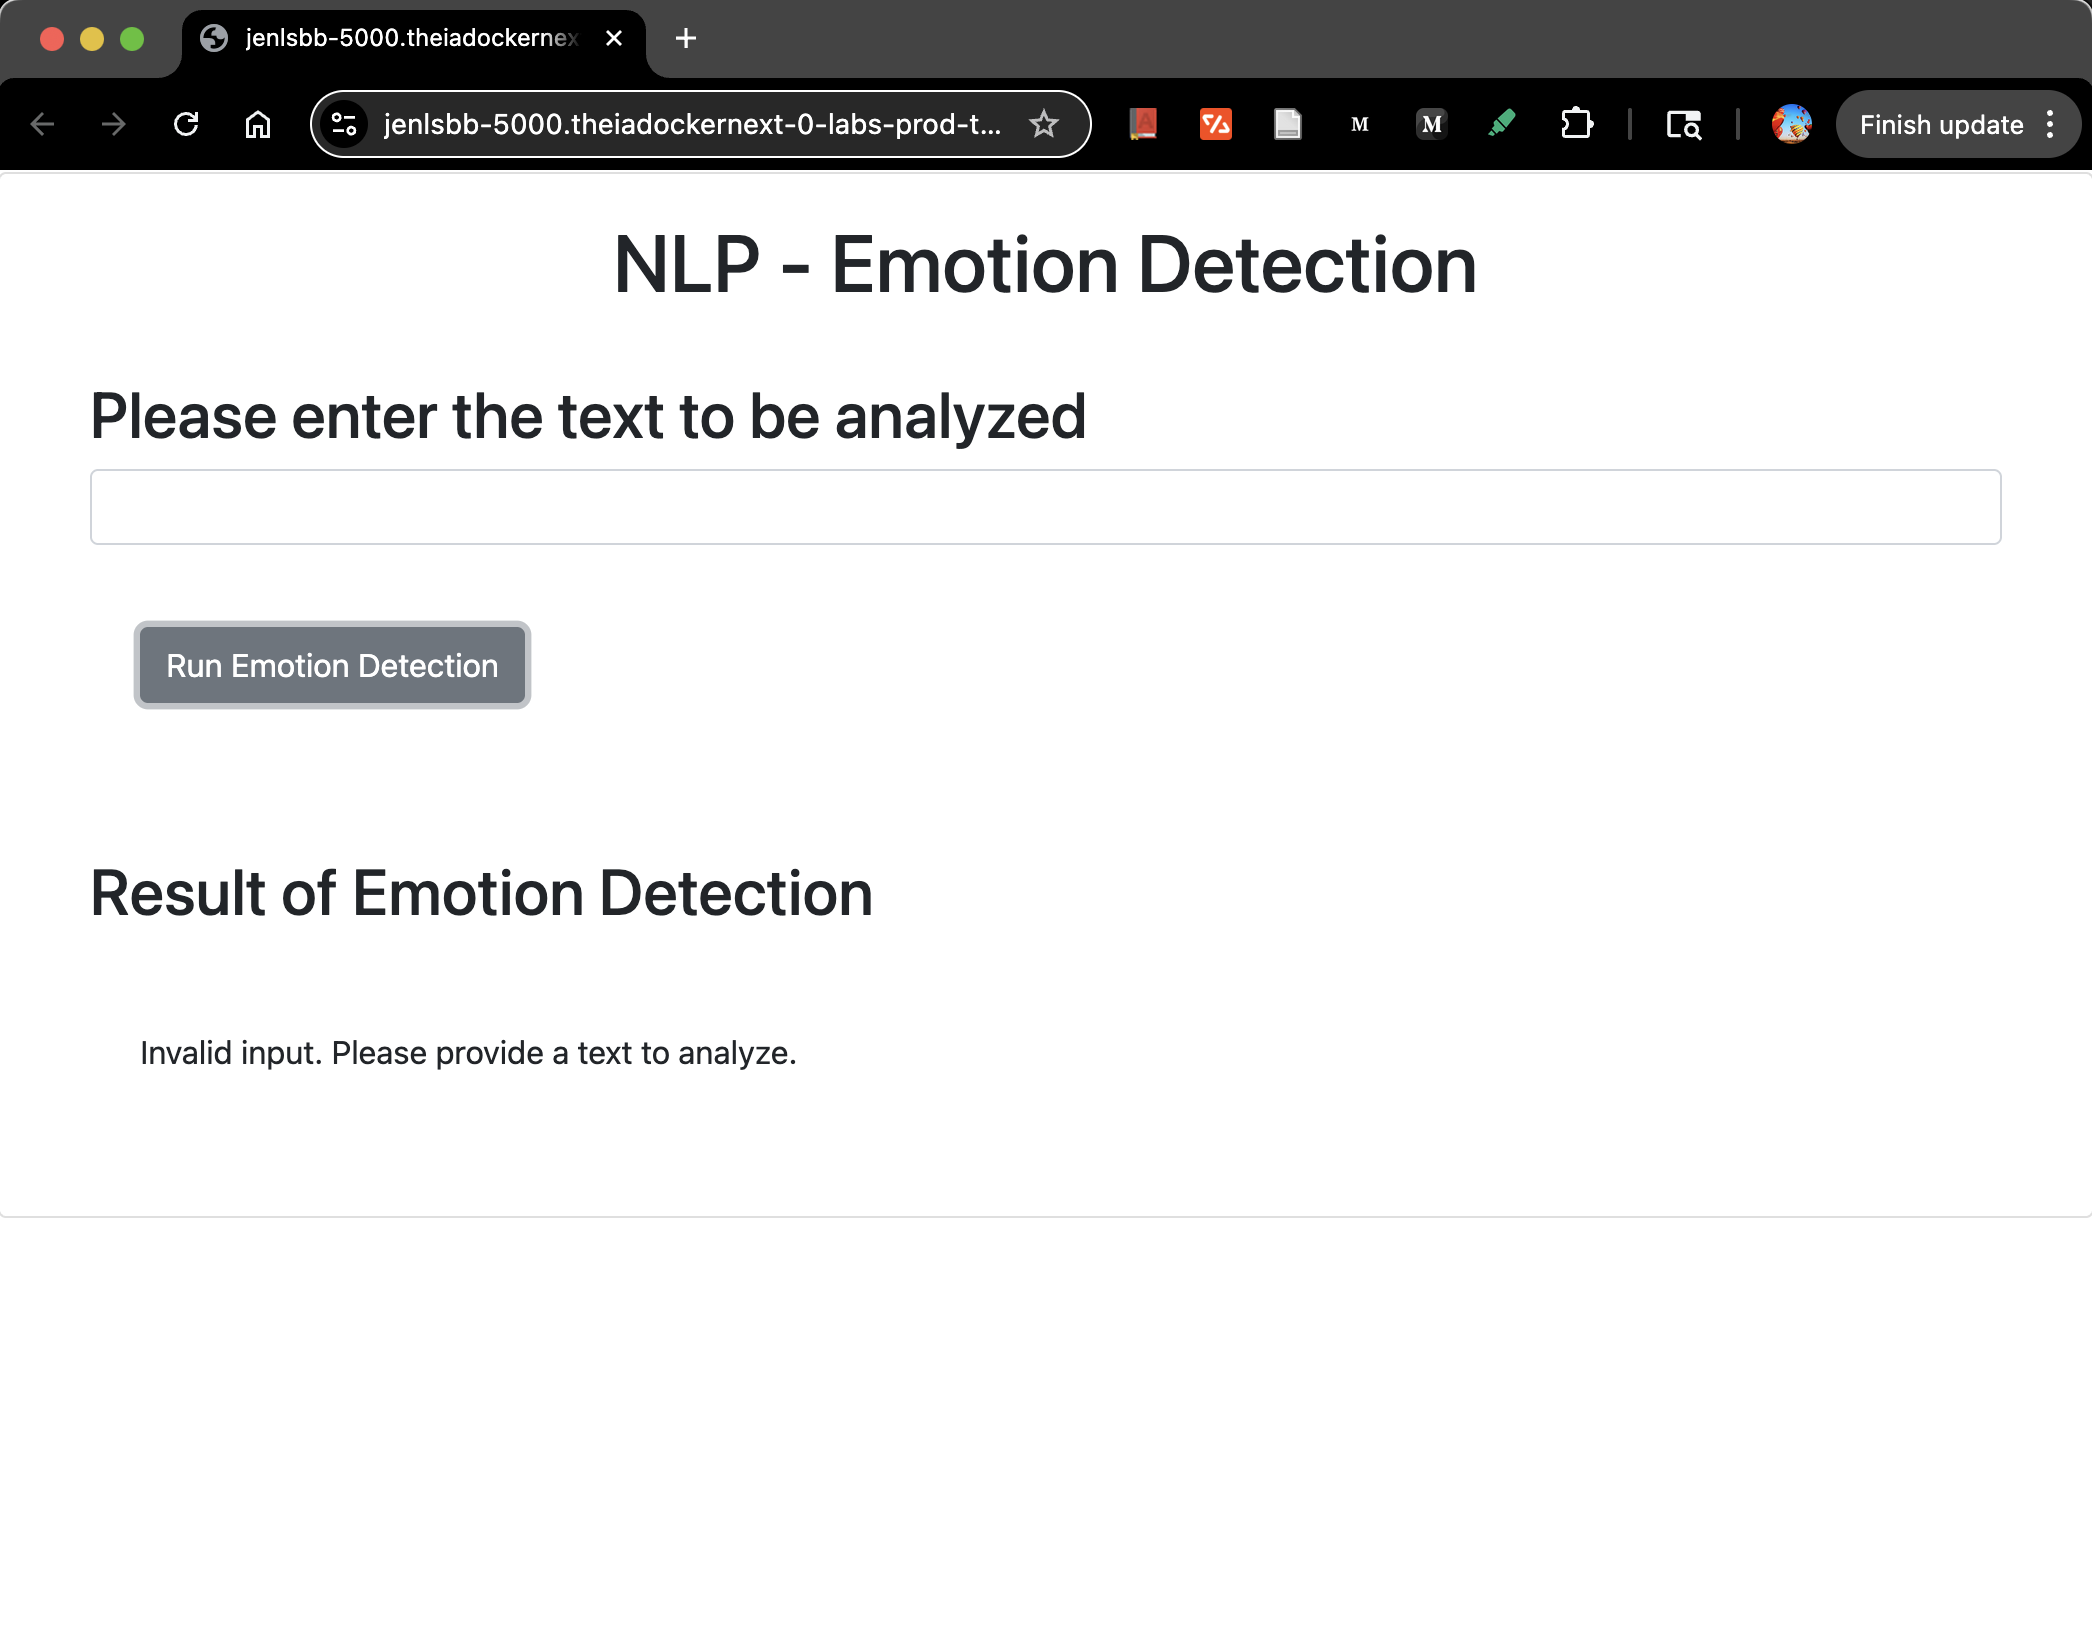 jenlsbb-5000.theiadockernex
jenlsbb-5000.theiadockernext-0-labs-prod-t...
M
M
Finish update
NLP - Emotion Detection
Please enter the text to be analyzed
Run Emotion Detection
Result of Emotion Detection
Invalid input. Please provide a text to analyze.